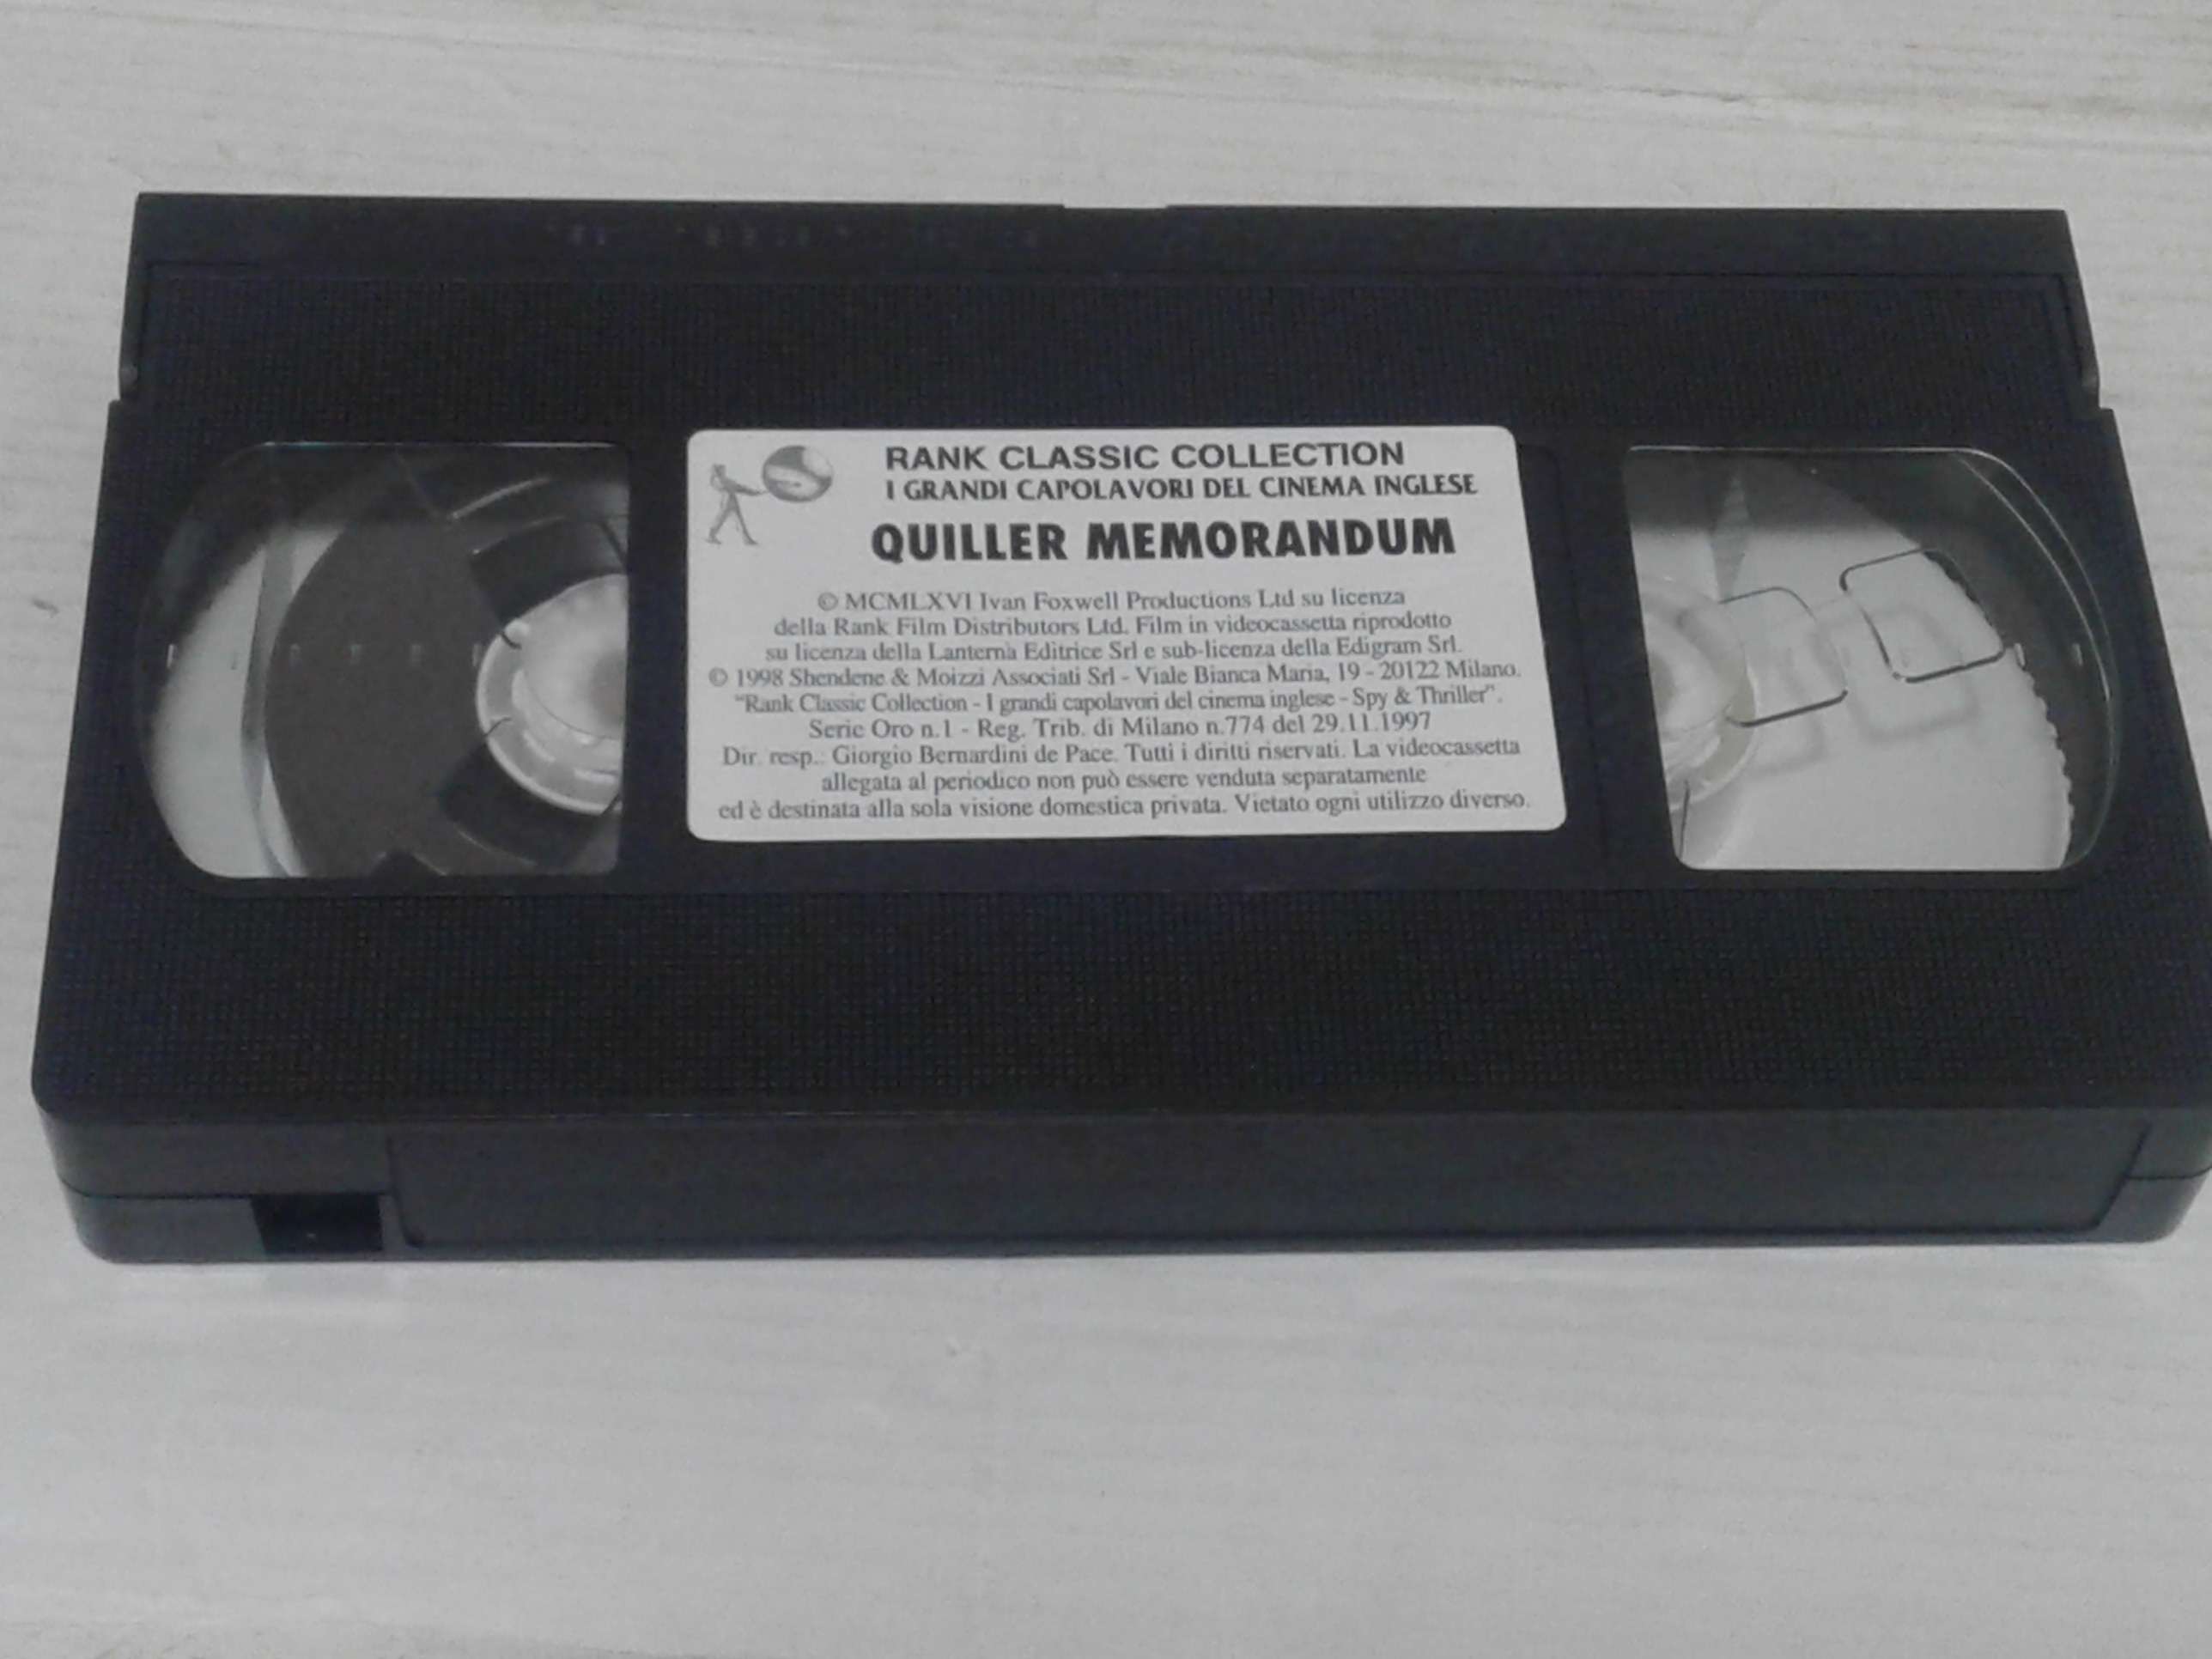 RANK CLASSIC COLLECTION
I GRANDI CAPOLAVORI DEL CINEMA INGLESE
QUILLER MEMORANDUM
© MCMLXVI Ivan Foxwell Productions Ltd su licenza
della Rank Film Distributors Ltd. Film in videocassetta riprodotto
su licenza della Lanterna Editrice Srl e sub-licenza della Edigram Srl.
© 1998 Shendene & Moizzi Associati Srl - Viale Bianca Maria, 19 - 20122 Milano.
"Rank Classic Collection - I grandi capolavori del cinema inglese - Spy & Thriller".
Serie Oro n.1 - Reg. Trib. di Milano n.774 del 29.11.1997
Dir. resp.: Giorgio Bernardini de Pace. Tutti i diritti riservati. La videocassetta
allegata al periodico non può essere venduta separatamente
ed è destinata alla sola visione domestica privata. Vietato ogni utilizzo diverso.